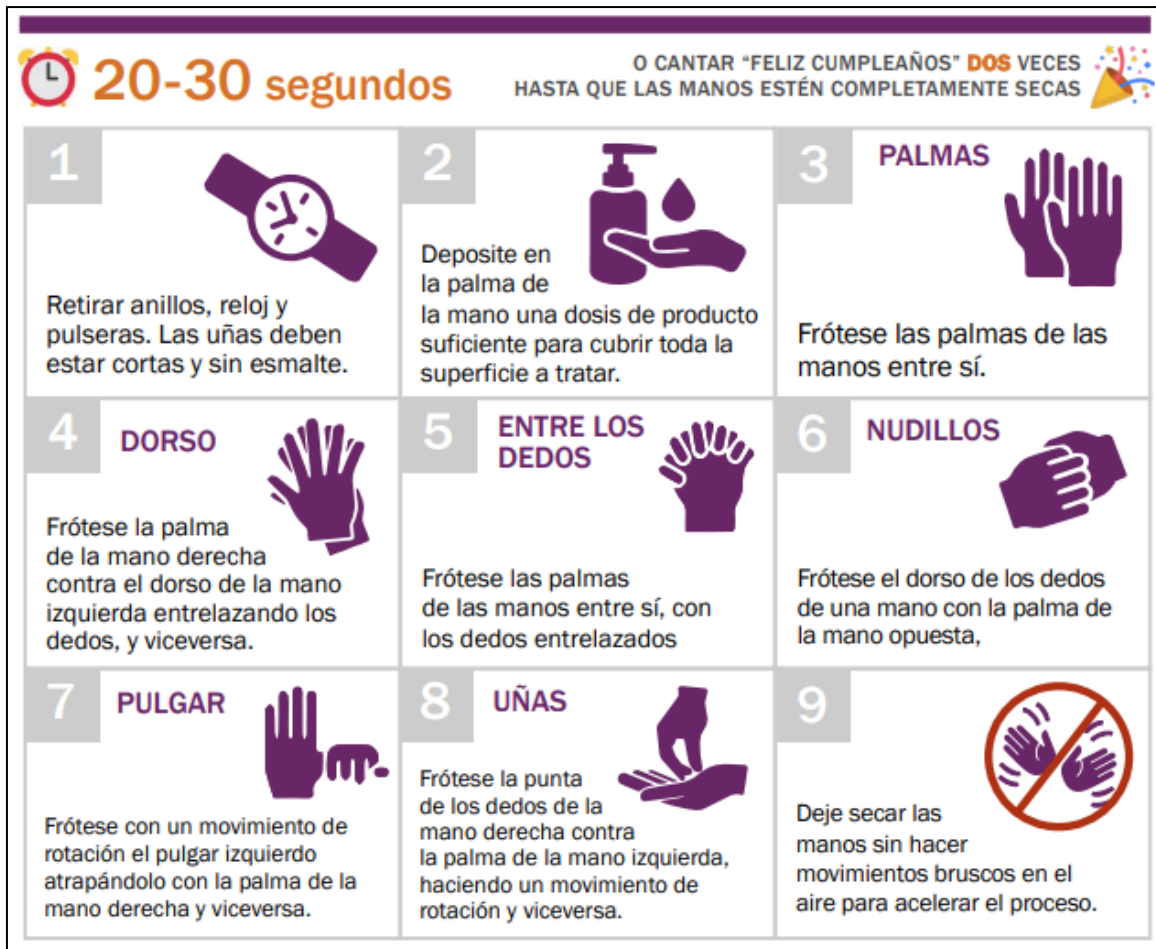 20-30 segundos
O CANTAR “FELIZ CUMPLEAÑOS” DOS VECES
HASTA QUE LAS MANOS ESTÉN COMPLETAMENTE SECAS
1
Retirar anillos, reloj y
pulseras. Las uñas deben
estar cortas y sin esmalte.
2
Deposite en
la palma de
la mano una dosis de producto
suficiente para cubrir toda la
superficie a tratar.
3
PALMAS
Frótese las palmas de las
manos entre sí.
4
DORSO
Frótese la palma
de la mano derecha
contra el dorso de la mano
izquierda entrelazando los
dedos, y viceversa.
5
ENTRE LOS
DEDOS
Frótese las palmas
de las manos entre sí, con
los dedos entrelazados
6
NUDILLOS
Frótese el dorso de los dedos
de una mano con la palma de
la mano opuesta,
7
PULGAR
Frótese con un movimiento de
rotación el pulgar izquierdo
atrapándolo con la palma de la
mano derecha y viceversa.
8
UÑAS
Frótese la punta
de los dedos de la
mano derecha contra
la palma de la mano izquierda,
haciendo un movimiento de
rotación y viceversa.
9
Deje secar las
manos sin hacer
movimientos bruscos en el
aire para acelerar el proceso.